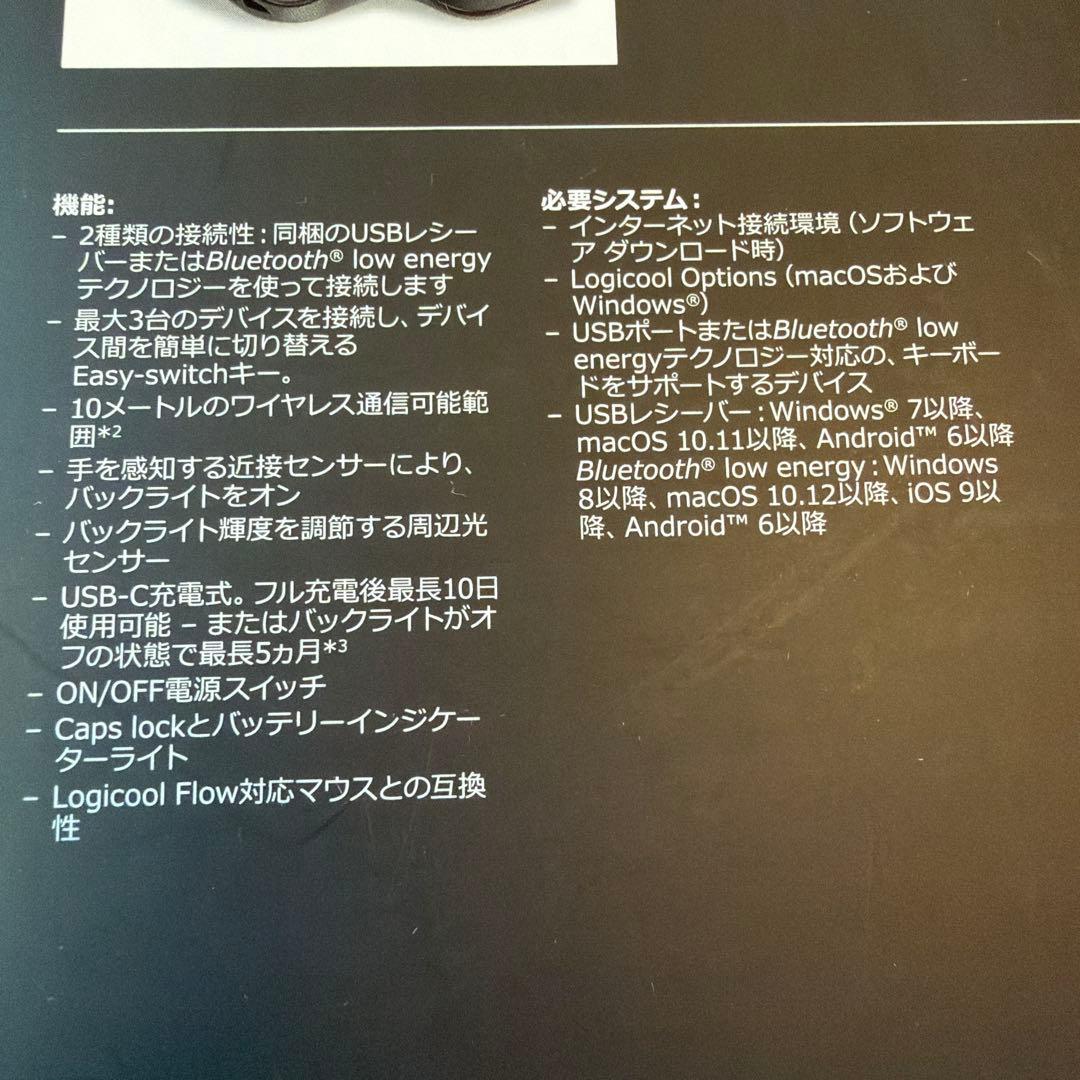 機能:
– 2種類の接続性：同梱のUSBレシー
バーまたはBluetooth® low energy
テクノロジーを使って接続します
– 最大3台のデバイスを接続し、デバイ
ス間を簡単に切り替える
Easy-switchキー。
– 10メートルのワイヤレス通信可能範
囲*2
– 手を感知する近接センサーにより、
バックライトをオン
– バックライト輝度を調節する周辺光
センサー
– USB-C充電式。フル充電後最長10日
使用可能 – またはバックライトがオ
フの状態で最長5ヵ月*3
– ON/OFF電源スイッチ
– Caps lockとバッテリーインジケー
ターライト
– Logicool Flow対応マウスとの互換
性
必要システム：
– インターネット接続環境（ソフトウェ
ア ダウンロード時）
– Logicool Options（macOSおよび
Windows®）
– USBポートまたはBluetooth® low
energyテクノロジー対応の、キーボー
ドをサポートするデバイス
– USBレシーバー：Windows® 7以降、
macOS 10.11以降、Android™ 6以降
Bluetooth® low energy：Windows
8以降、macOS 10.12以降、iOS 9以
降、Android™ 6以降